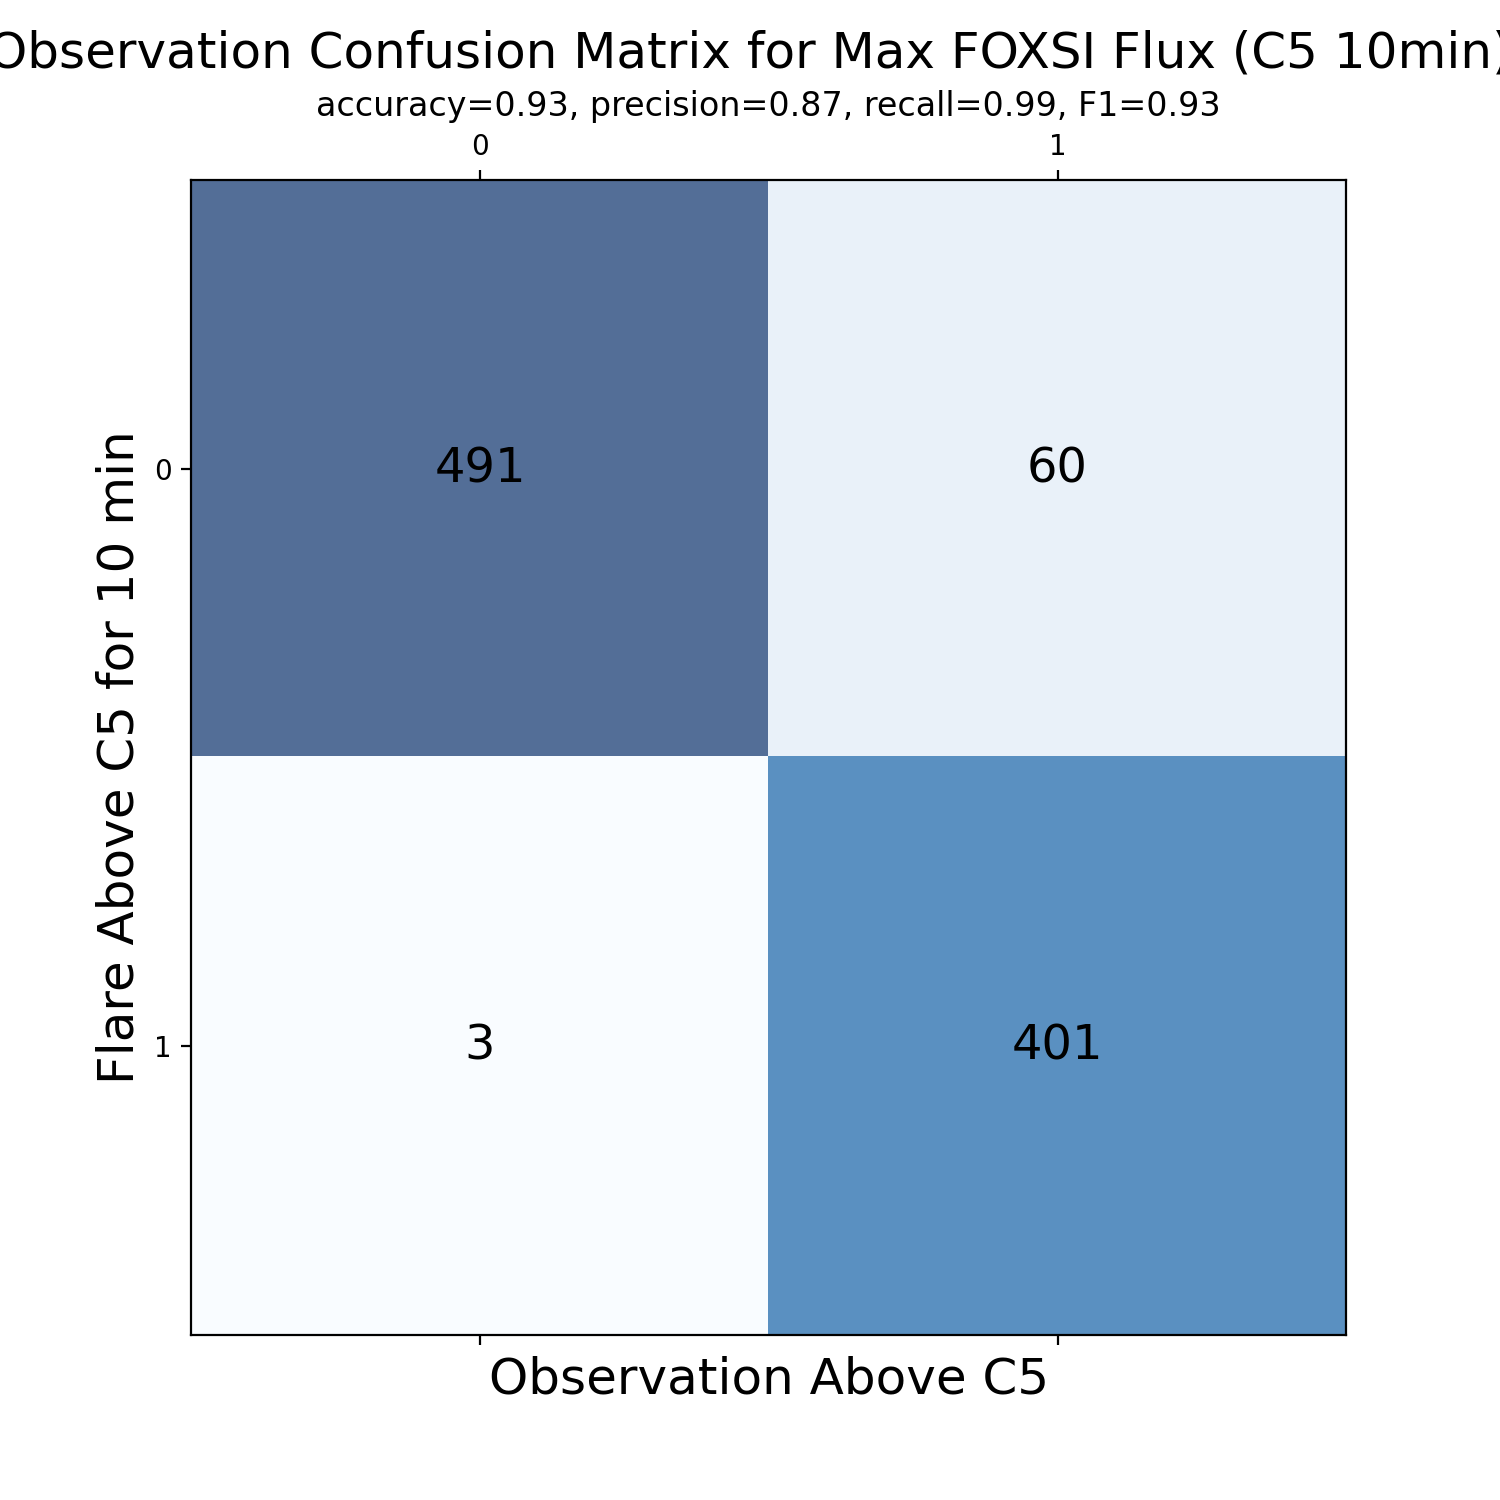 Observation Confusion Matrix for Max FOXSI Flux (C5 10min)
accuracy=0.93, precision=0.87, recall=0.99, F1=0.93
0 1
Flare Above C5 for 10 min
0
491 60
1
3 401
Observation Above C5